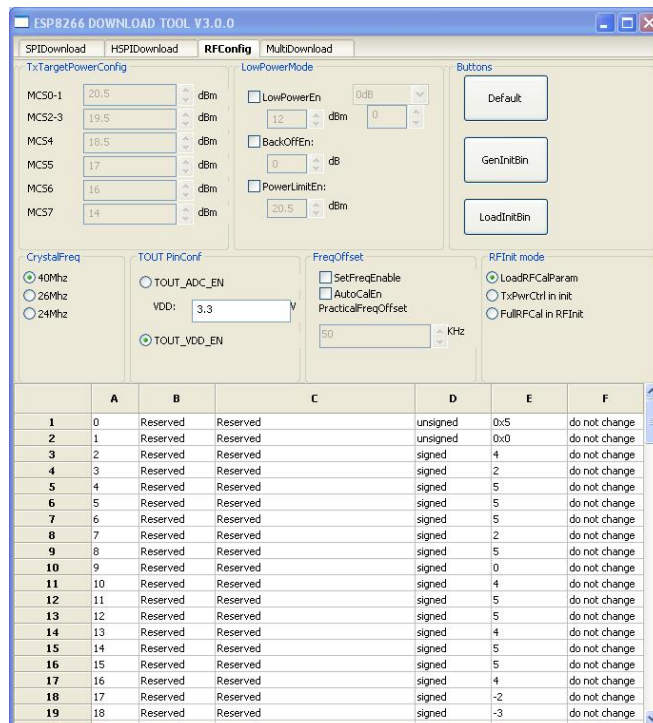 ESP8266 DOWNLOAD TOOL V3.0.0
SPIDownload HSPIDownload RFConfig MultiDownload
TxTargetPowerConfig
MCS0-1 20.5 dBm
MCS2-3 19.5 dBm
MCS4 18.5 dBm
MCS5 17 dBm
MCS6 16 dBm
MCS7 14 dBm
LowPowerMode
LowPowerEn 0dB
12 dBm 0
BackOffEn:
0 dB
PowerLimitEn:
20.5 dBm
Buttons
Default
GenInitBin
LoadInitBin
CrystalFreq
40Mhz
26Mhz
24Mhz
TOUT PinConf
TOUT_ADC_EN
VDD: 3.3 V
TOUT_VDD_EN
FreqOffset
SetFreqEnable
AutoCalEn
PracticalFreqOffset
50 KHz
RFInit mode
LoadRFCalParam
TxPwrCtrl in init
FullRFCal in RFInit
A B C D E F
1 0 Reserved Reserved unsigned 0x5 do not change
2 1 Reserved Reserved unsigned 0x0 do not change
3 2 Reserved Reserved signed 4 do not change
4 3 Reserved Reserved signed 2 do not change
5 4 Reserved Reserved signed 5 do not change
6 5 Reserved Reserved signed 5 do not change
7 6 Reserved Reserved signed 5 do not change
8 7 Reserved Reserved signed 2 do not change
9 8 Reserved Reserved signed 5 do not change
10 9 Reserved Reserved signed 0 do not change
11 10 Reserved Reserved signed 4 do not change
12 11 Reserved Reserved signed 5 do not change
13 12 Reserved Reserved signed 5 do not change
14 13 Reserved Reserved signed 4 do not change
15 14 Reserved Reserved signed 5 do not change
16 15 Reserved Reserved signed 5 do not change
17 16 Reserved Reserved signed 4 do not change
18 17 Reserved Reserved signed -2 do not change
19 18 Reserved Reserved signed -3 do not change